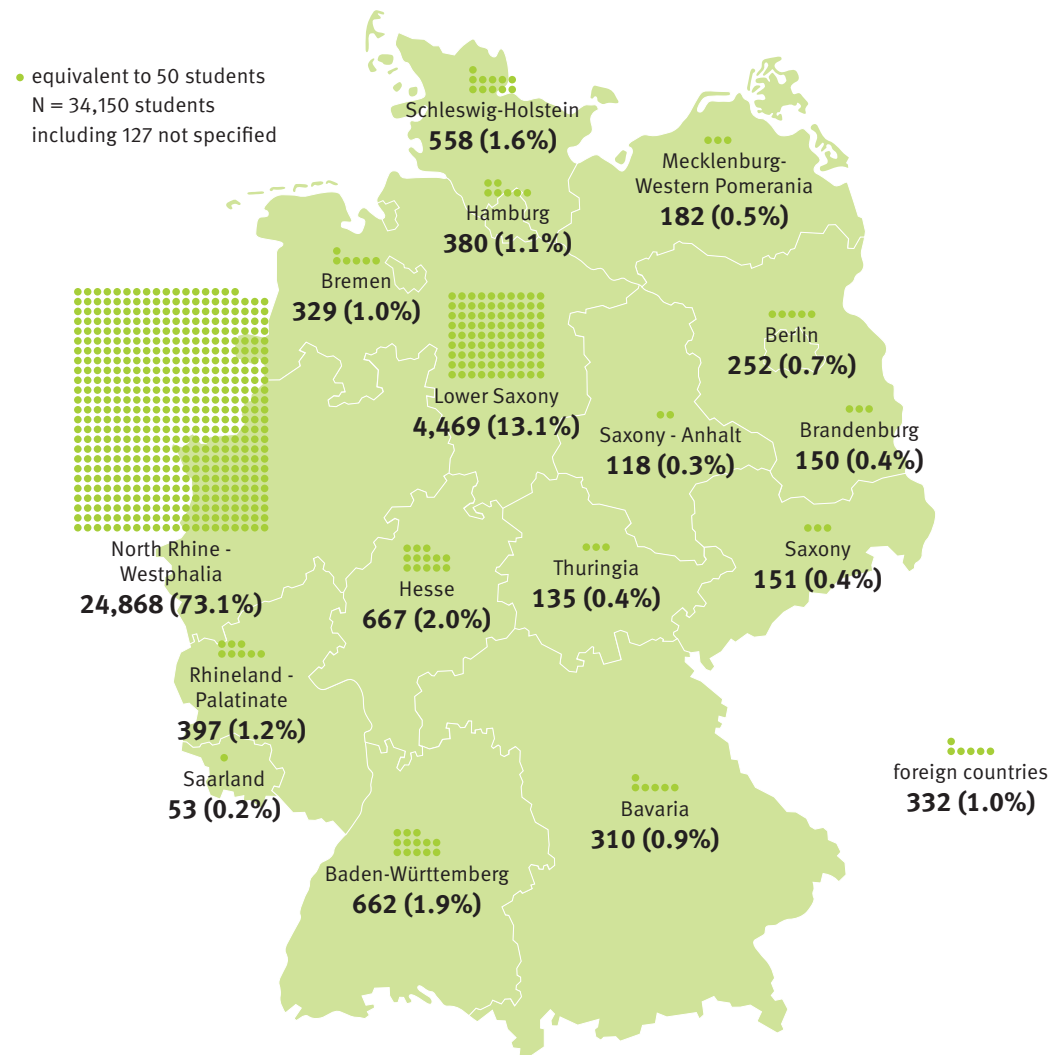 equivalent to 50 students
N = 34,150 students
including 127 not specified
Schleswig-Holstein
558 (1.6%)
Mecklenburg-
Western Pomerania
182 (0.5%)
Hamburg
380 (1.1%)
Bremen
329 (1.0%)
Berlin
252 (0.7%)
Lower Saxony
4,469 (13.1%)
Saxony - Anhalt
118 (0.3%)
Brandenburg
150 (0.4%)
North Rhine -
Westphalia
24,868 (73.1%)
Hesse
667 (2.0%)
Thuringia
135 (0.4%)
Saxony
151 (0.4%)
Rhineland -
Palatinate
397 (1.2%)
Saarland
53 (0.2%)
foreign countries
332 (1.0%)
Bavaria
310 (0.9%)
Baden-Württemberg
662 (1.9%)